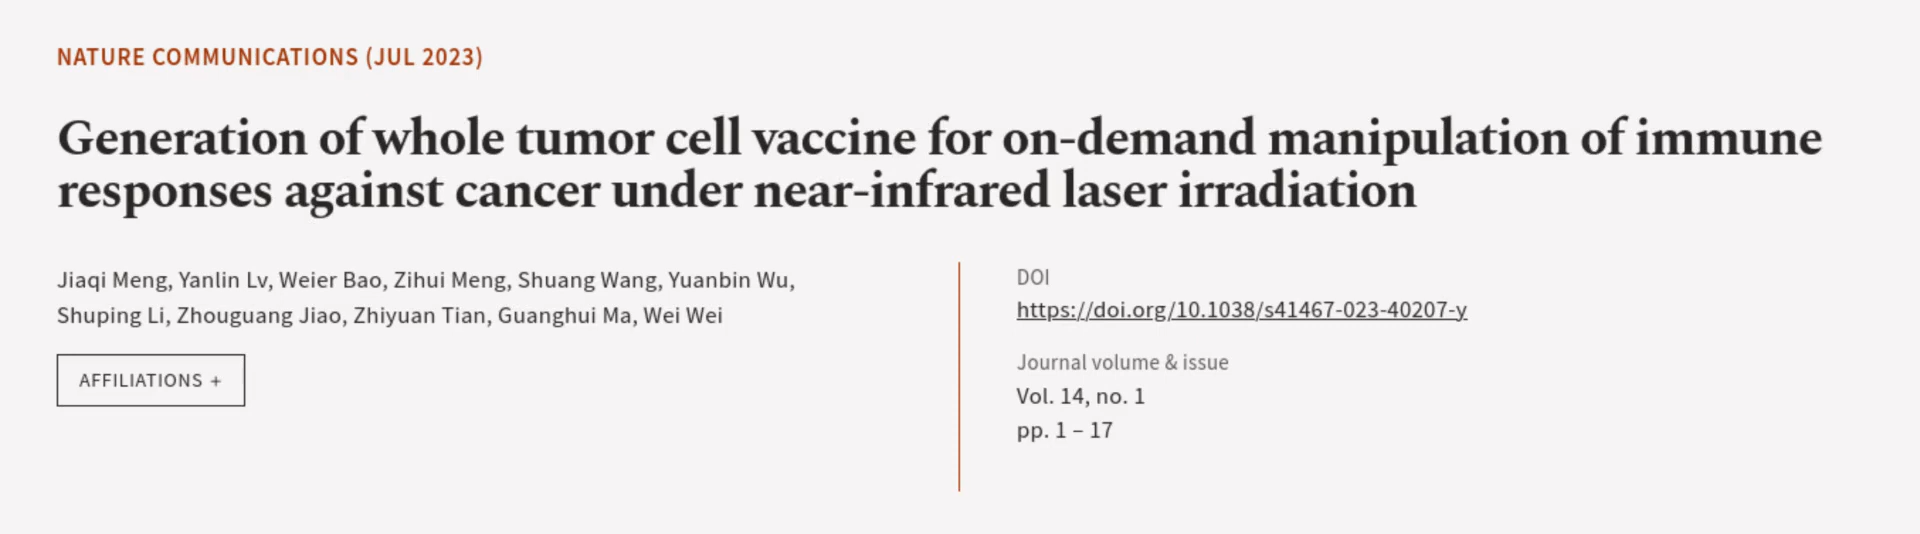 NATURE COMMUNICATIONS (JUL 2023)
Generation of whole tumor cell vaccine for on-demand manipulation of immune
responses against cancer under near-infrared laser irradiation
Jiaqi Meng, Yanlin Lv, Weier Bao, Zihui Meng, Shuang Wang, Yuanbin Wu,
Shuping Li, Zhouguang Jiao, Zhiyuan Tian, Guanghui Ma, Wei Wei
AFFILIATIONS +
DOI
https://doi.org/10.1038/s41467-023-40207-y
Journal volume & issue
Vol. 14, no. 1
pp. 1 – 17